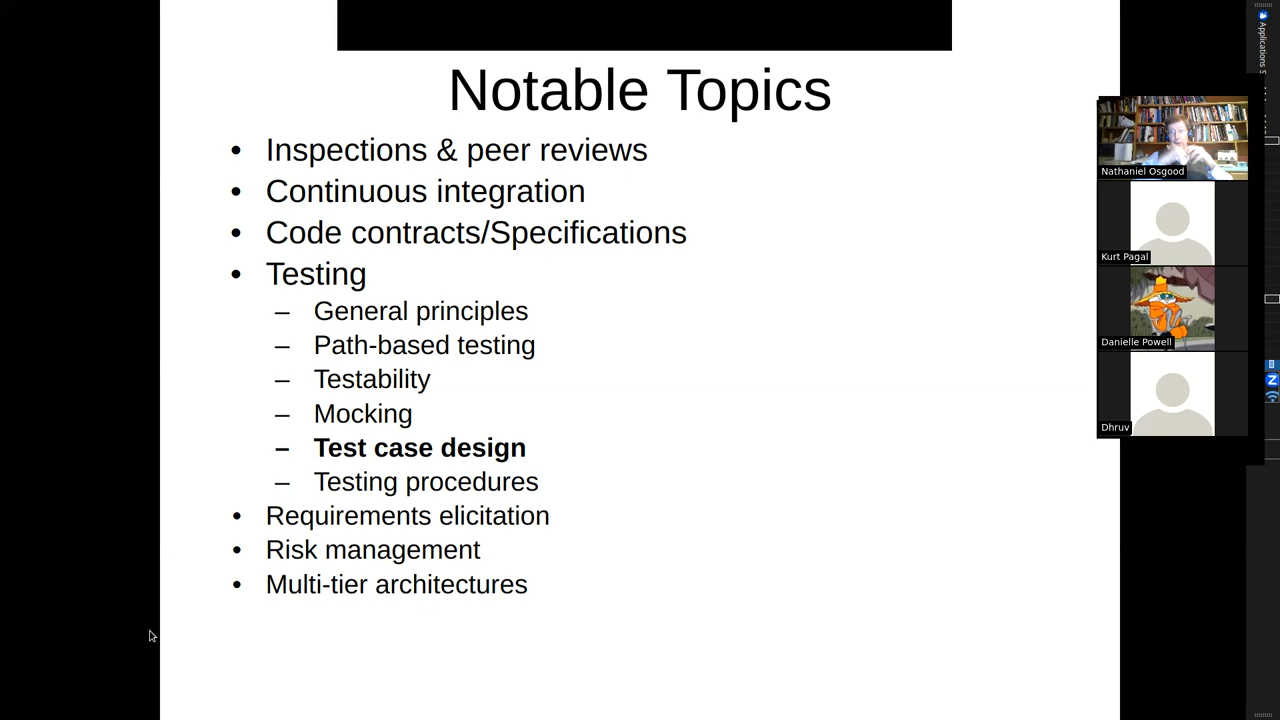 Notable Topics
• Inspections & peer reviews
• Continuous integration
• Code contracts/Specifications
• Testing
– General principles
– Path-based testing
– Testability
– Mocking
– Test case design
– Testing procedures
• Requirements elicitation
• Risk management
• Multi-tier architectures
Applications S
Nathaniel Osgood
Kurt Pagal
Danielle Powell
Dhruv
Z